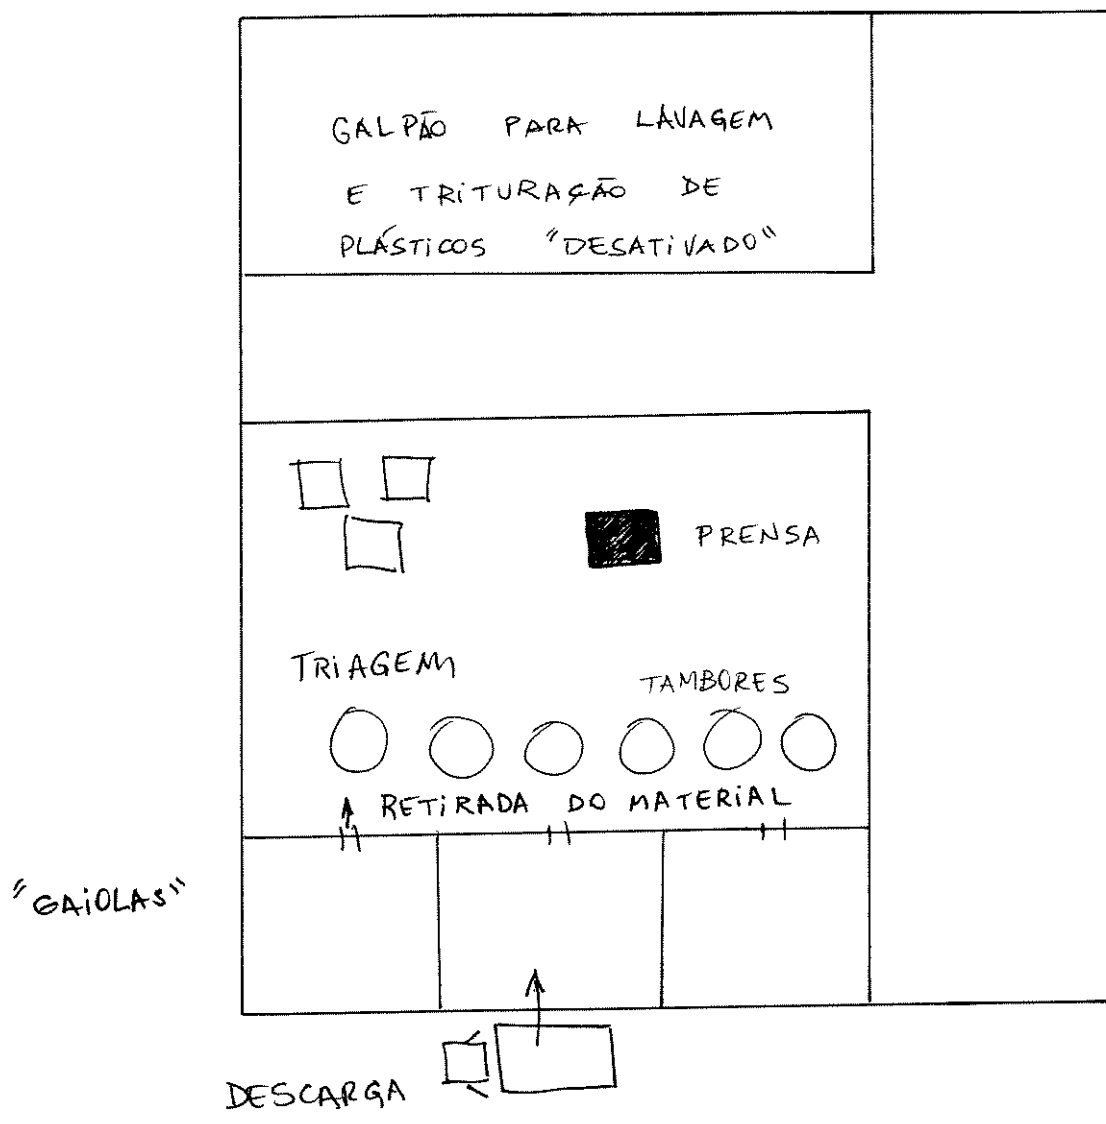 GALPÃO PARA LAVAGEM
E TRITURAÇÃO DE
PLÁSTICOS "DESATIVADO"
PRENSA
TRIAGEM
TAMBORES
RETIRADA DO MATERIAL
"GAIOLAS"
DESCARGA